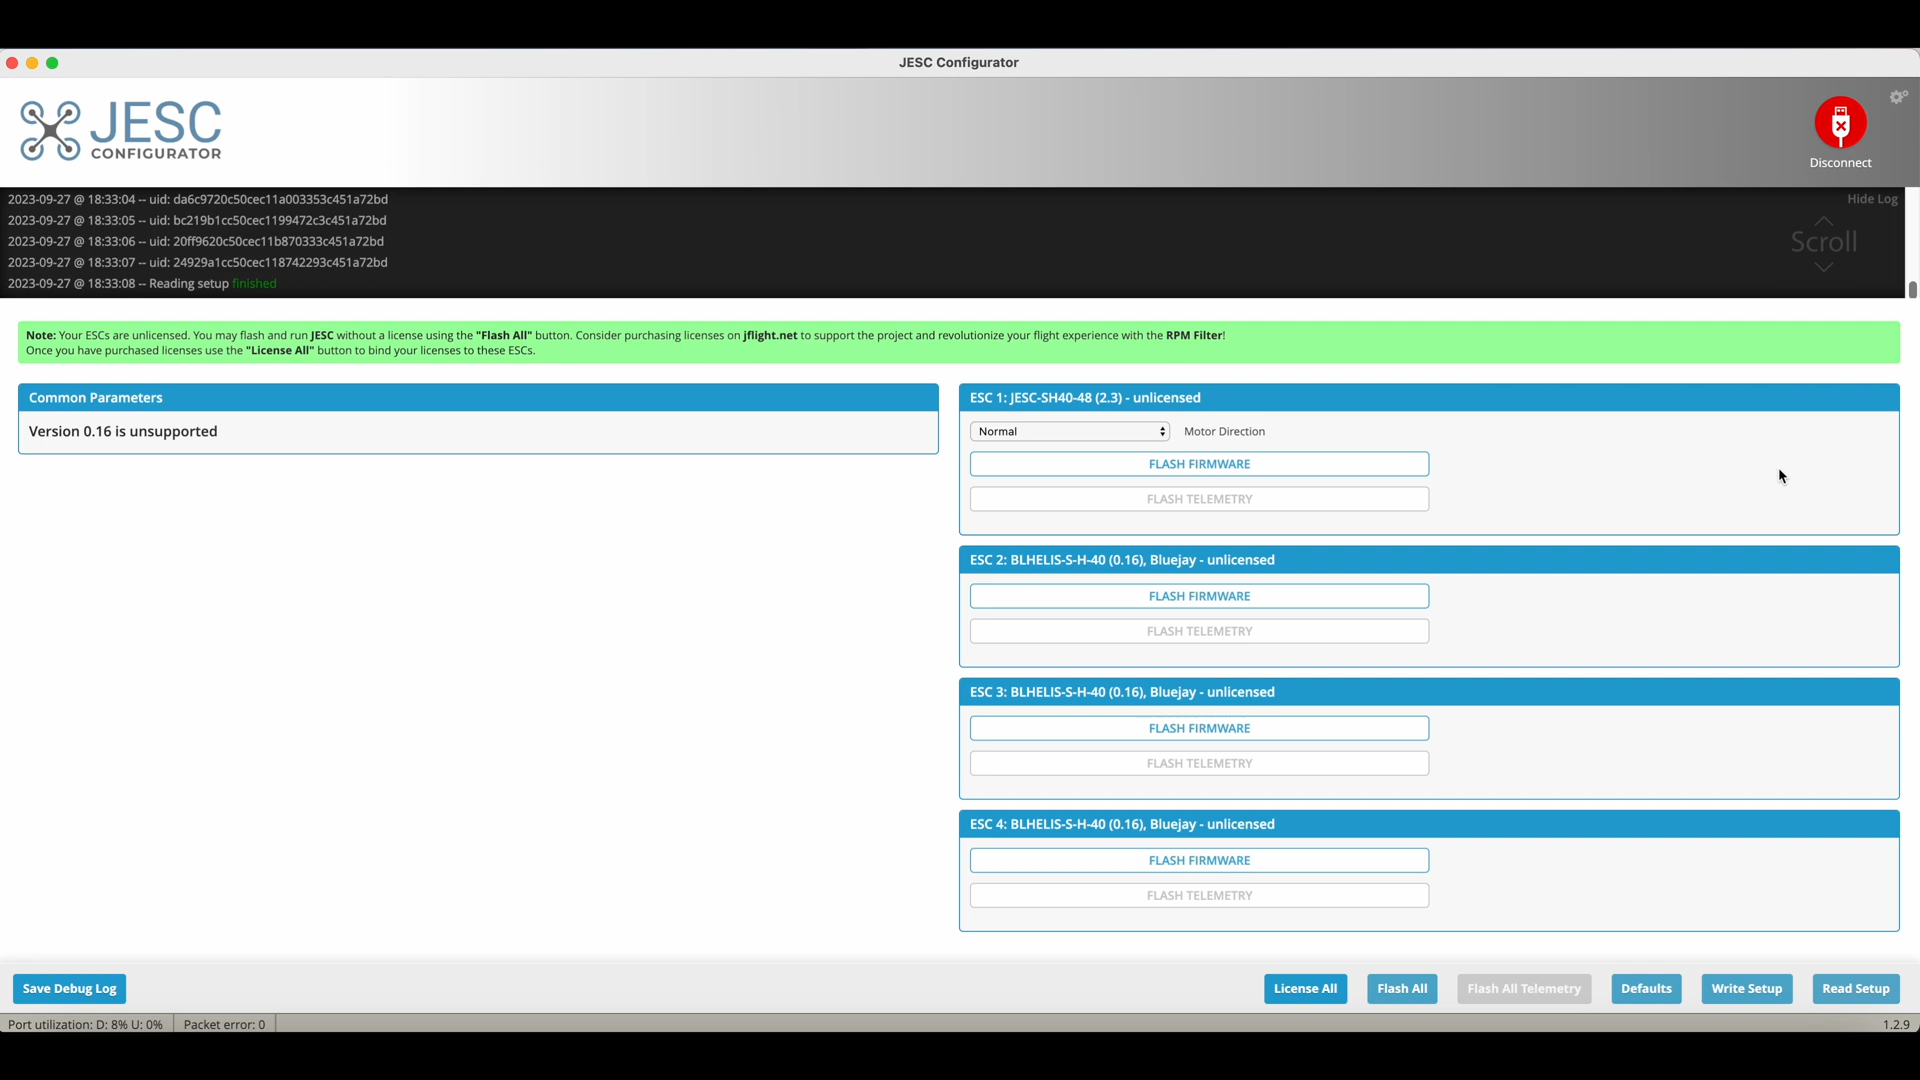 JESC Configurator
JESC
CONFIGURATOR
Disconnect
2023-09-27 @ 18:33:04 -- uid: da6c9720c50cec11a003353c451a72bd
2023-09-27 @ 18:33:05 -- uid: bc219b1cc50cec1199472c3c451a72bd
2023-09-27 @ 18:33:06 -- uid: 20ff9620c50cec11b870333c451a72bd
2023-09-27 @ 18:33:07 -- uid: 24929a1cc50cec118742293c451a72bd
2023-09-27 @ 18:33:08 -- Reading setup finished
Hide Log
Scroll
Note: Your ESCs are unlicensed. You may flash and run JESC without a license using the "Flash All" button. Consider purchasing licenses on jflight.net to support the project and revolutionize your flight experience with the RPM Filter!
Once you have purchased licenses use the "License All" button to bind your licenses to these ESCs.
Common Parameters
Version 0.16 is unsupported
ESC 1: JESC-SH40-48 (2.3) - unlicensed
Normal Motor Direction
FLASH FIRMWARE
FLASH TELEMETRY
ESC 2: BLHELIS-S-H-40 (0.16), Bluejay - unlicensed
FLASH FIRMWARE
FLASH TELEMETRY
ESC 3: BLHELIS-S-H-40 (0.16), Bluejay - unlicensed
FLASH FIRMWARE
FLASH TELEMETRY
ESC 4: BLHELIS-S-H-40 (0.16), Bluejay - unlicensed
FLASH FIRMWARE
FLASH TELEMETRY
Save Debug Log License All Flash All Flash All Telemetry Defaults Write Setup Read Setup
Port utilization: D: 8% U: 0% Packet error: 0 1.2.9